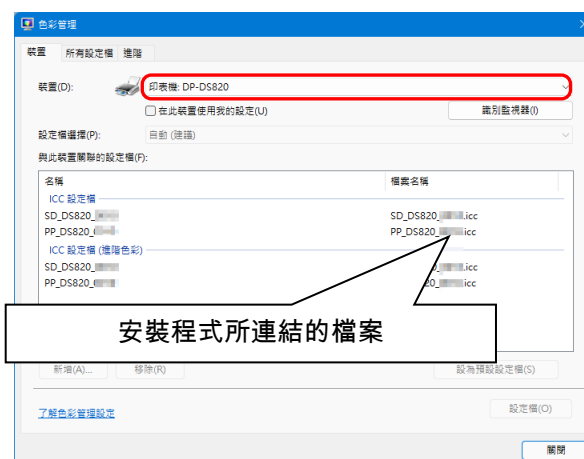 色彩管理
裝置 所有設定檔 進階
裝置(D): 印表機: DP-DS820
在此裝置使用我的設定(U) 識別監視器(I)
設定檔選擇(P): 自動 (建議)
與此裝置關聯的設定檔(F):
名稱 檔案名稱
ICC 設定檔
SD_DS820_ SD_DS820_ .icc
PP_DS820_ PP_DS820_ icc
ICC 設定檔 (進階色彩)
SD_DS820_ .icc
PP_DS820_ 20_ icc
安裝程式所連結的檔案
新增(A)... 移除(R) 設為預設設定檔(S)
了解色彩管理設定 設定檔(O)
關閉